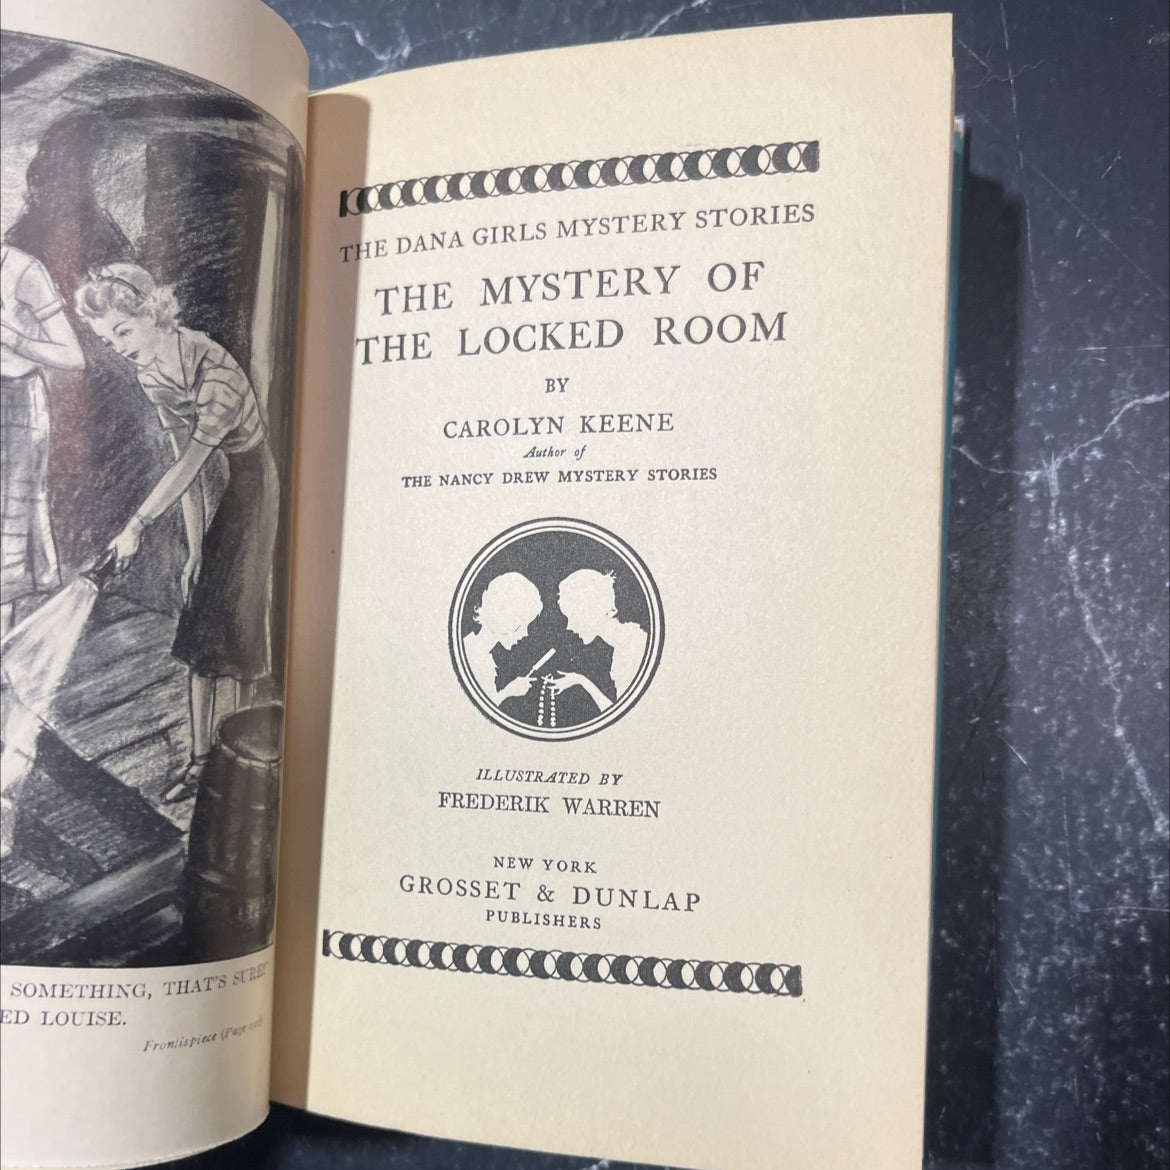 SOMETHING, THAT'S SURE!"
ED LOUISE.
Frontispiece (Page
THE DANA GIRLS MYSTERY STORIES
THE MYSTERY OF
THE LOCKED ROOM
BY
CAROLYN KEENE
Author of
THE NANCY DREW MYSTERY STORIES
ILLUSTRATED BY
FREDERIK WARREN
NEW YORK
GROSSET & DUNLAP
PUBLISHERS